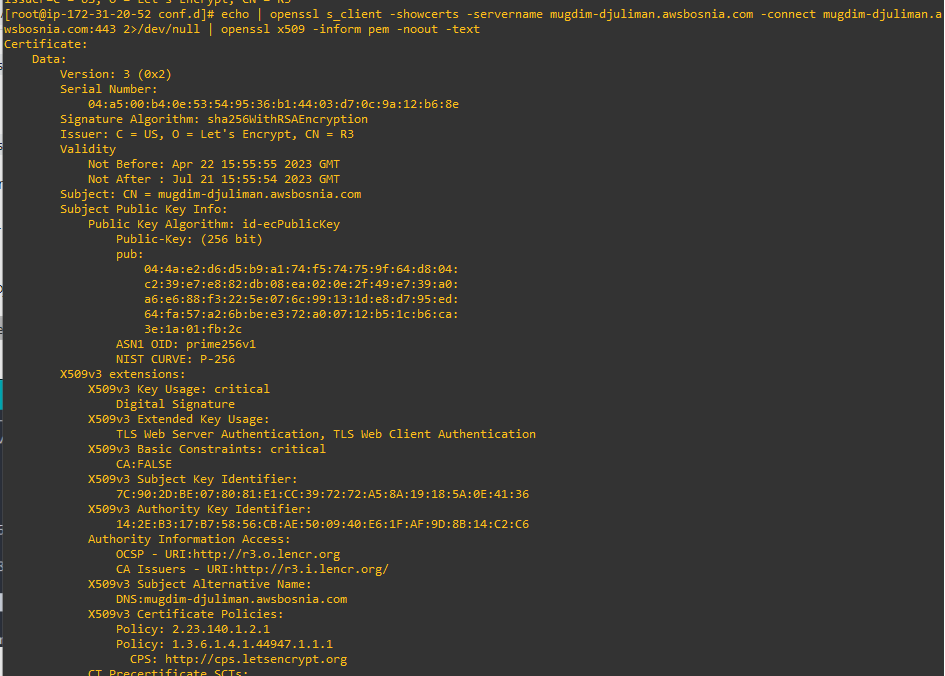 [root@ip-172-31-20-52 conf.d]# echo | openssl s_client -showcerts -servername mugdim-djuliman.awsbosnia.com -connect mugdim-djuliman.a
wsbosnia.com:443 2>/dev/null | openssl x509 -inform pem -noout -text
Certificate:
    Data:
        Version: 3 (0x2)
        Serial Number:
            04:a5:00:b4:0e:53:54:95:36:b1:44:03:d7:0c:9a:12:b6:8e
        Signature Algorithm: sha256WithRSAEncryption
        Issuer: C = US, O = Let's Encrypt, CN = R3
        Validity
            Not Before: Apr 22 15:55:55 2023 GMT
            Not After : Jul 21 15:55:54 2023 GMT
        Subject: CN = mugdim-djuliman.awsbosnia.com
        Subject Public Key Info:
            Public Key Algorithm: id-ecPublicKey
                Public-Key: (256 bit)
                pub:
                    04:4a:e2:d6:d5:b9:a1:74:f5:74:75:9f:64:d8:04:
                    c2:39:e7:e8:82:db:08:ea:02:0e:2f:49:e7:39:a0:
                    a6:e6:88:f3:22:5e:07:6c:99:13:1d:e8:d7:95:ed:
                    64:fa:57:a2:6b:be:e3:72:a0:07:12:b5:1c:b6:ca:
                    3e:1a:01:fb:2c
                ASN1 OID: prime256v1
                NIST CURVE: P-256
        X509v3 extensions:
            X509v3 Key Usage: critical
                Digital Signature
            X509v3 Extended Key Usage:
                TLS Web Server Authentication, TLS Web Client Authentication
            X509v3 Basic Constraints: critical
                CA:FALSE
            X509v3 Subject Key Identifier:
                7C:90:2D:BE:07:80:81:E1:CC:39:72:72:A5:8A:19:18:5A:0E:41:36
            X509v3 Authority Key Identifier:
                14:2E:B3:17:B7:58:56:CB:AE:50:09:40:E6:1F:AF:9D:8B:14:C2:C6
            Authority Information Access:
                OCSP - URI:http://r3.o.lencr.org
                CA Issuers - URI:http://r3.i.lencr.org/
            X509v3 Subject Alternative Name:
                DNS:mugdim-djuliman.awsbosnia.com
            X509v3 Certificate Policies:
                Policy: 2.23.140.1.2.1
                Policy: 1.3.6.1.4.1.44947.1.1.1
                  CPS: http://cps.letsencrypt.org
            CT Precertificate SCTs: